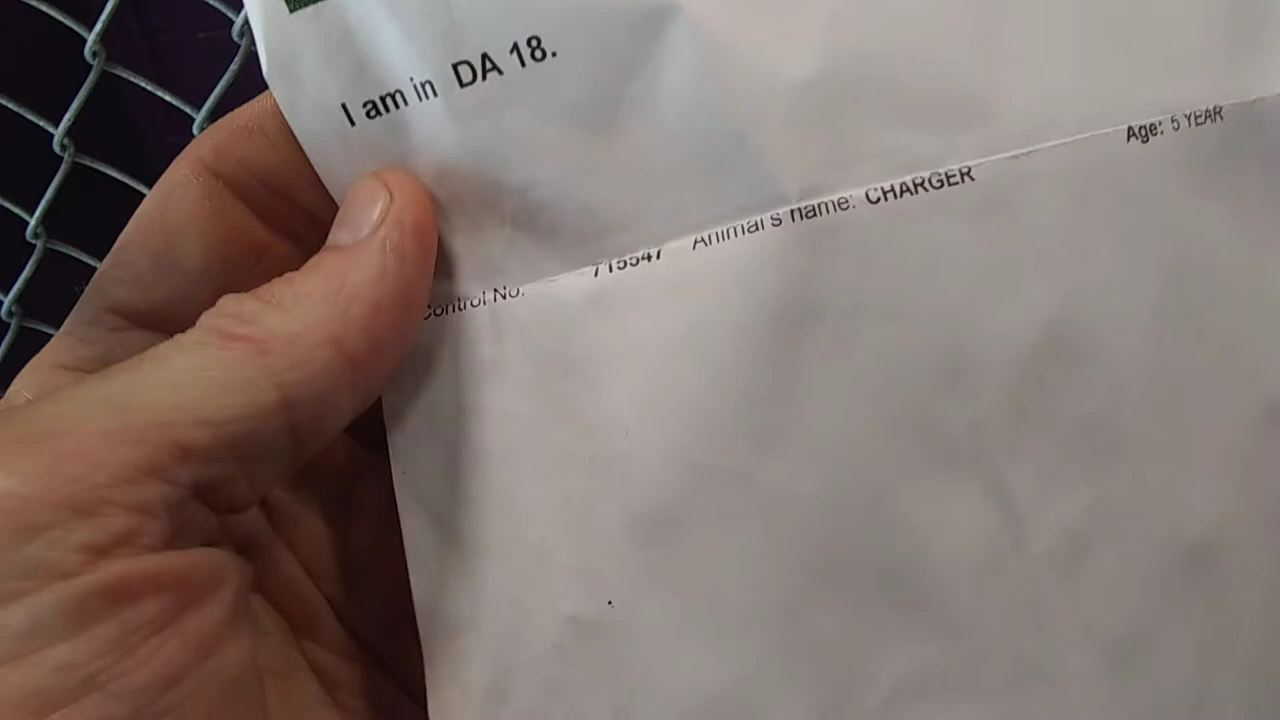 I am in DA 18.
Control No. 715547 Animal's name: CHARGER Age: 5 YEAR